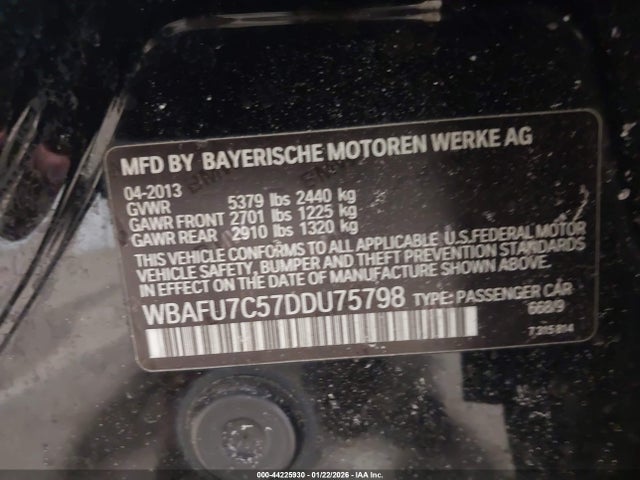 MFD BY BAYERISCHE MOTOREN WERKE AG
04-2013
GVWR 5379 lbs 2440 kg
GAWR FRONT 2701 lbs 1225 kg
GAWR REAR 2910 lbs 1320 kg
THIS VEHICLE CONFORMS TO ALL APPLICABLE U.S.FEDERAL MOTOR
VEHICLE SAFETY, BUMPER AND THEFT PREVENTION STANDARDS
IN EFFECT ON THE DATE OF MANUFACTURE SHOWN ABOVE.
WBAFU7C57DDU75798 TYPE: PASSENGER CAR
668/9
7 315 814
000-44225930 - 01/22/2026 - IAA Inc.